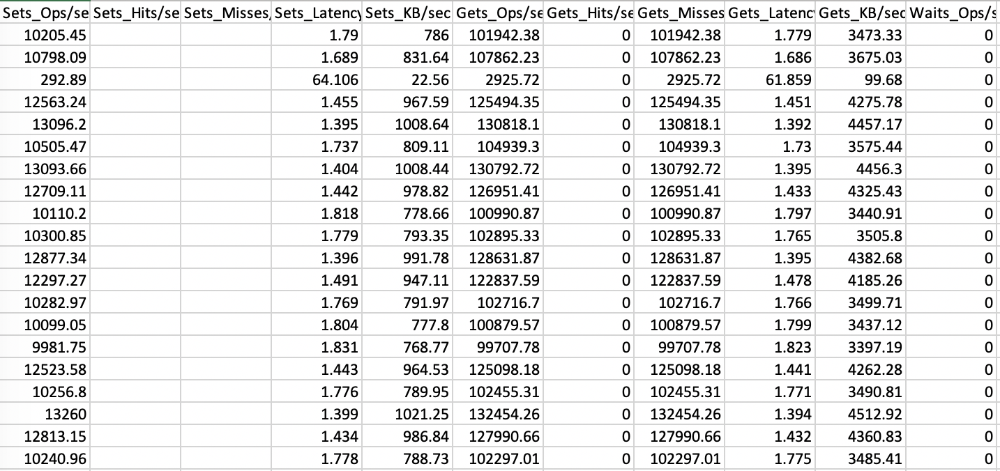 Sets_Ops/se Sets_Hits/se Sets_Misses, Sets_Latency Sets_KB/sec Gets_Ops/se Gets_Hits/se Gets_Misses Gets_Latenc Gets_KB/sec Waits_Ops/s
10205.45 1.79 786 101942.38 0 101942.38 1.779 3473.33 0
10798.09 1.689 831.64 107862.23 0 107862.23 1.686 3675.03 0
292.89 64.106 22.56 2925.72 0 2925.72 61.859 99.68 0
12563.24 1.455 967.59 125494.35 0 125494.35 1.451 4275.78 0
13096.2 1.395 1008.64 130818.1 0 130818.1 1.392 4457.17 0
10505.47 1.737 809.11 104939.3 0 104939.3 1.73 3575.44 0
13093.66 1.404 1008.44 130792.72 0 130792.72 1.395 4456.3 0
12709.11 1.442 978.82 126951.41 0 126951.41 1.433 4325.43 0
10110.2 1.818 778.66 100990.87 0 100990.87 1.797 3440.91 0
10300.85 1.779 793.35 102895.33 0 102895.33 1.765 3505.8 0
12877.34 1.396 991.78 128631.87 0 128631.87 1.395 4382.68 0
12297.27 1.491 947.11 122837.59 0 122837.59 1.478 4185.26 0
10282.97 1.769 791.97 102716.7 0 102716.7 1.766 3499.71 0
10099.05 1.804 777.8 100879.57 0 100879.57 1.799 3437.12 0
9981.75 1.831 768.77 99707.78 0 99707.78 1.823 3397.19 0
12523.58 1.443 964.53 125098.18 0 125098.18 1.441 4262.28 0
10256.8 1.776 789.95 102455.31 0 102455.31 1.771 3490.81 0
13260 1.399 1021.25 132454.26 0 132454.26 1.394 4512.92 0
12813.15 1.434 986.84 127990.66 0 127990.66 1.432 4360.83 0
10240.96 1.778 788.73 102297.01 0 102297.01 1.775 3485.41 0